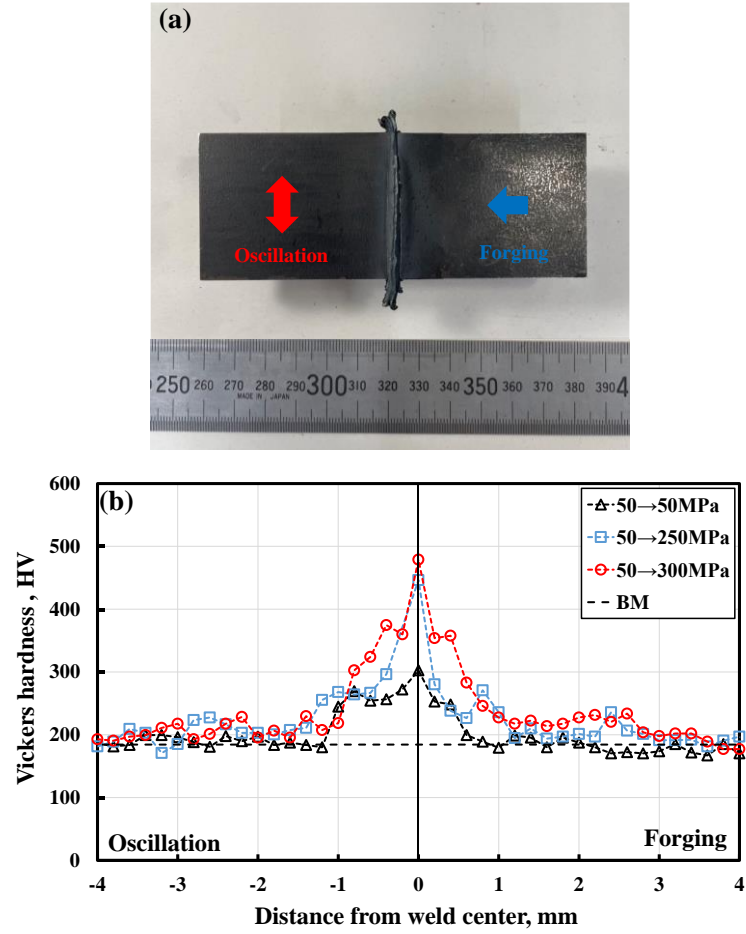 (a)
Oscillation
Forging
250 260 270 280 290 300 310 320 330 340 350 360 370 380 390 4
MADE IN JAPAN
(b)
600
500
400
300
200
100
0
Vickers hardness , HV
50→50MPa
50→250MPa
50→300MPa
BM
Oscillation
Forging
-4 -3 -2 -1 0 1 2 3 4
Distance from weld center, mm